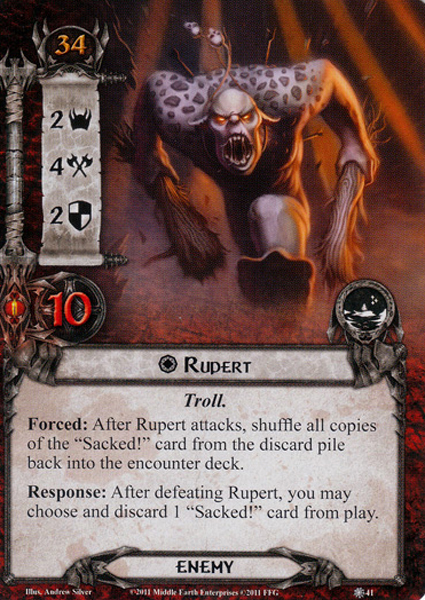 34
2
4
2
10
Rupert
Troll.
Forced: After Rupert attacks, shuffle all copies
of the “Sacked!” card from the discard pile
back into the encounter deck.
Response: After defeating Rupert, you may
choose and discard 1 “Sacked!” card from play.
ENEMY
Illus. Andrew Silver ©2011 Middle Earth Enterprises ©2011 FFG 41